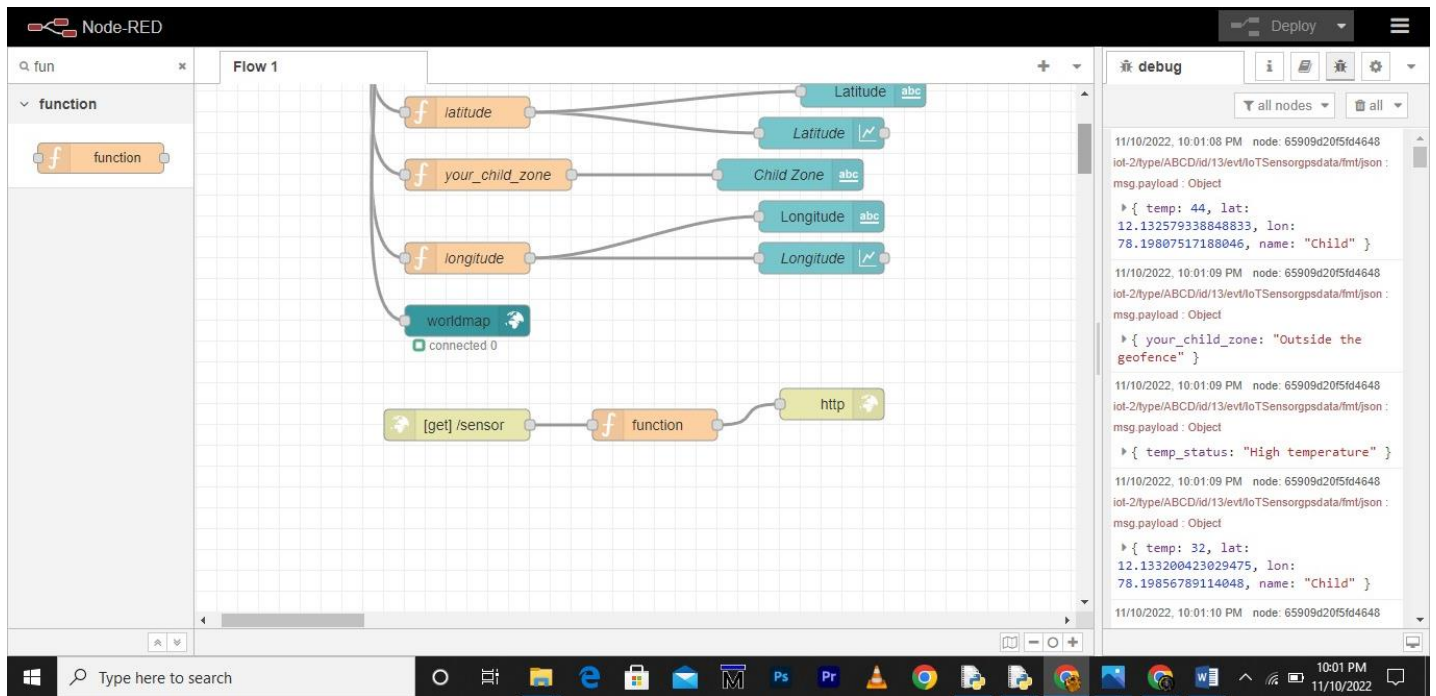 Node-RED
Deploy
fun
function
function
Flow 1
latitude
Latitude abc
Latitude
your_child_zone
Child Zone abc
Longitude abc
longitude
Longitude
worldmap
connected 0
[get] /sensor
function
http
debug
i
all nodes
all
11/10/2022, 10:01:08 PM node: 65909d20f5fd4648
iot-2/type/ABCD/id/13/evt/IoTSensorgpsdata/fmt/json :
msg.payload : Object
{ temp: 44, lat:
12.132579338848833, lon:
78.19807517188046, name: "Child" }
11/10/2022, 10:01:09 PM node: 65909d20f5fd4648
iot-2/type/ABCD/id/13/evt/IoTSensorgpsdata/fmt/json :
msg.payload : Object
{ your_child_zone: "Outside the
geofence" }
11/10/2022, 10:01:09 PM node: 65909d20f5fd4648
iot-2/type/ABCD/id/13/evt/IoTSensorgpsdata/fmt/json :
msg.payload : Object
{ temp_status: "High temperature" }
11/10/2022, 10:01:09 PM node: 65909d20f5fd4648
iot-2/type/ABCD/id/13/evt/IoTSensorgpsdata/fmt/json :
msg.payload : Object
{ temp: 32, lat:
12.133200423029475, lon:
78.19856789114048, name: "Child" }
11/10/2022, 10:01:10 PM node: 65909d20f5fd4648
Type here to search
Ps
Pr
10:01 PM
11/10/2022